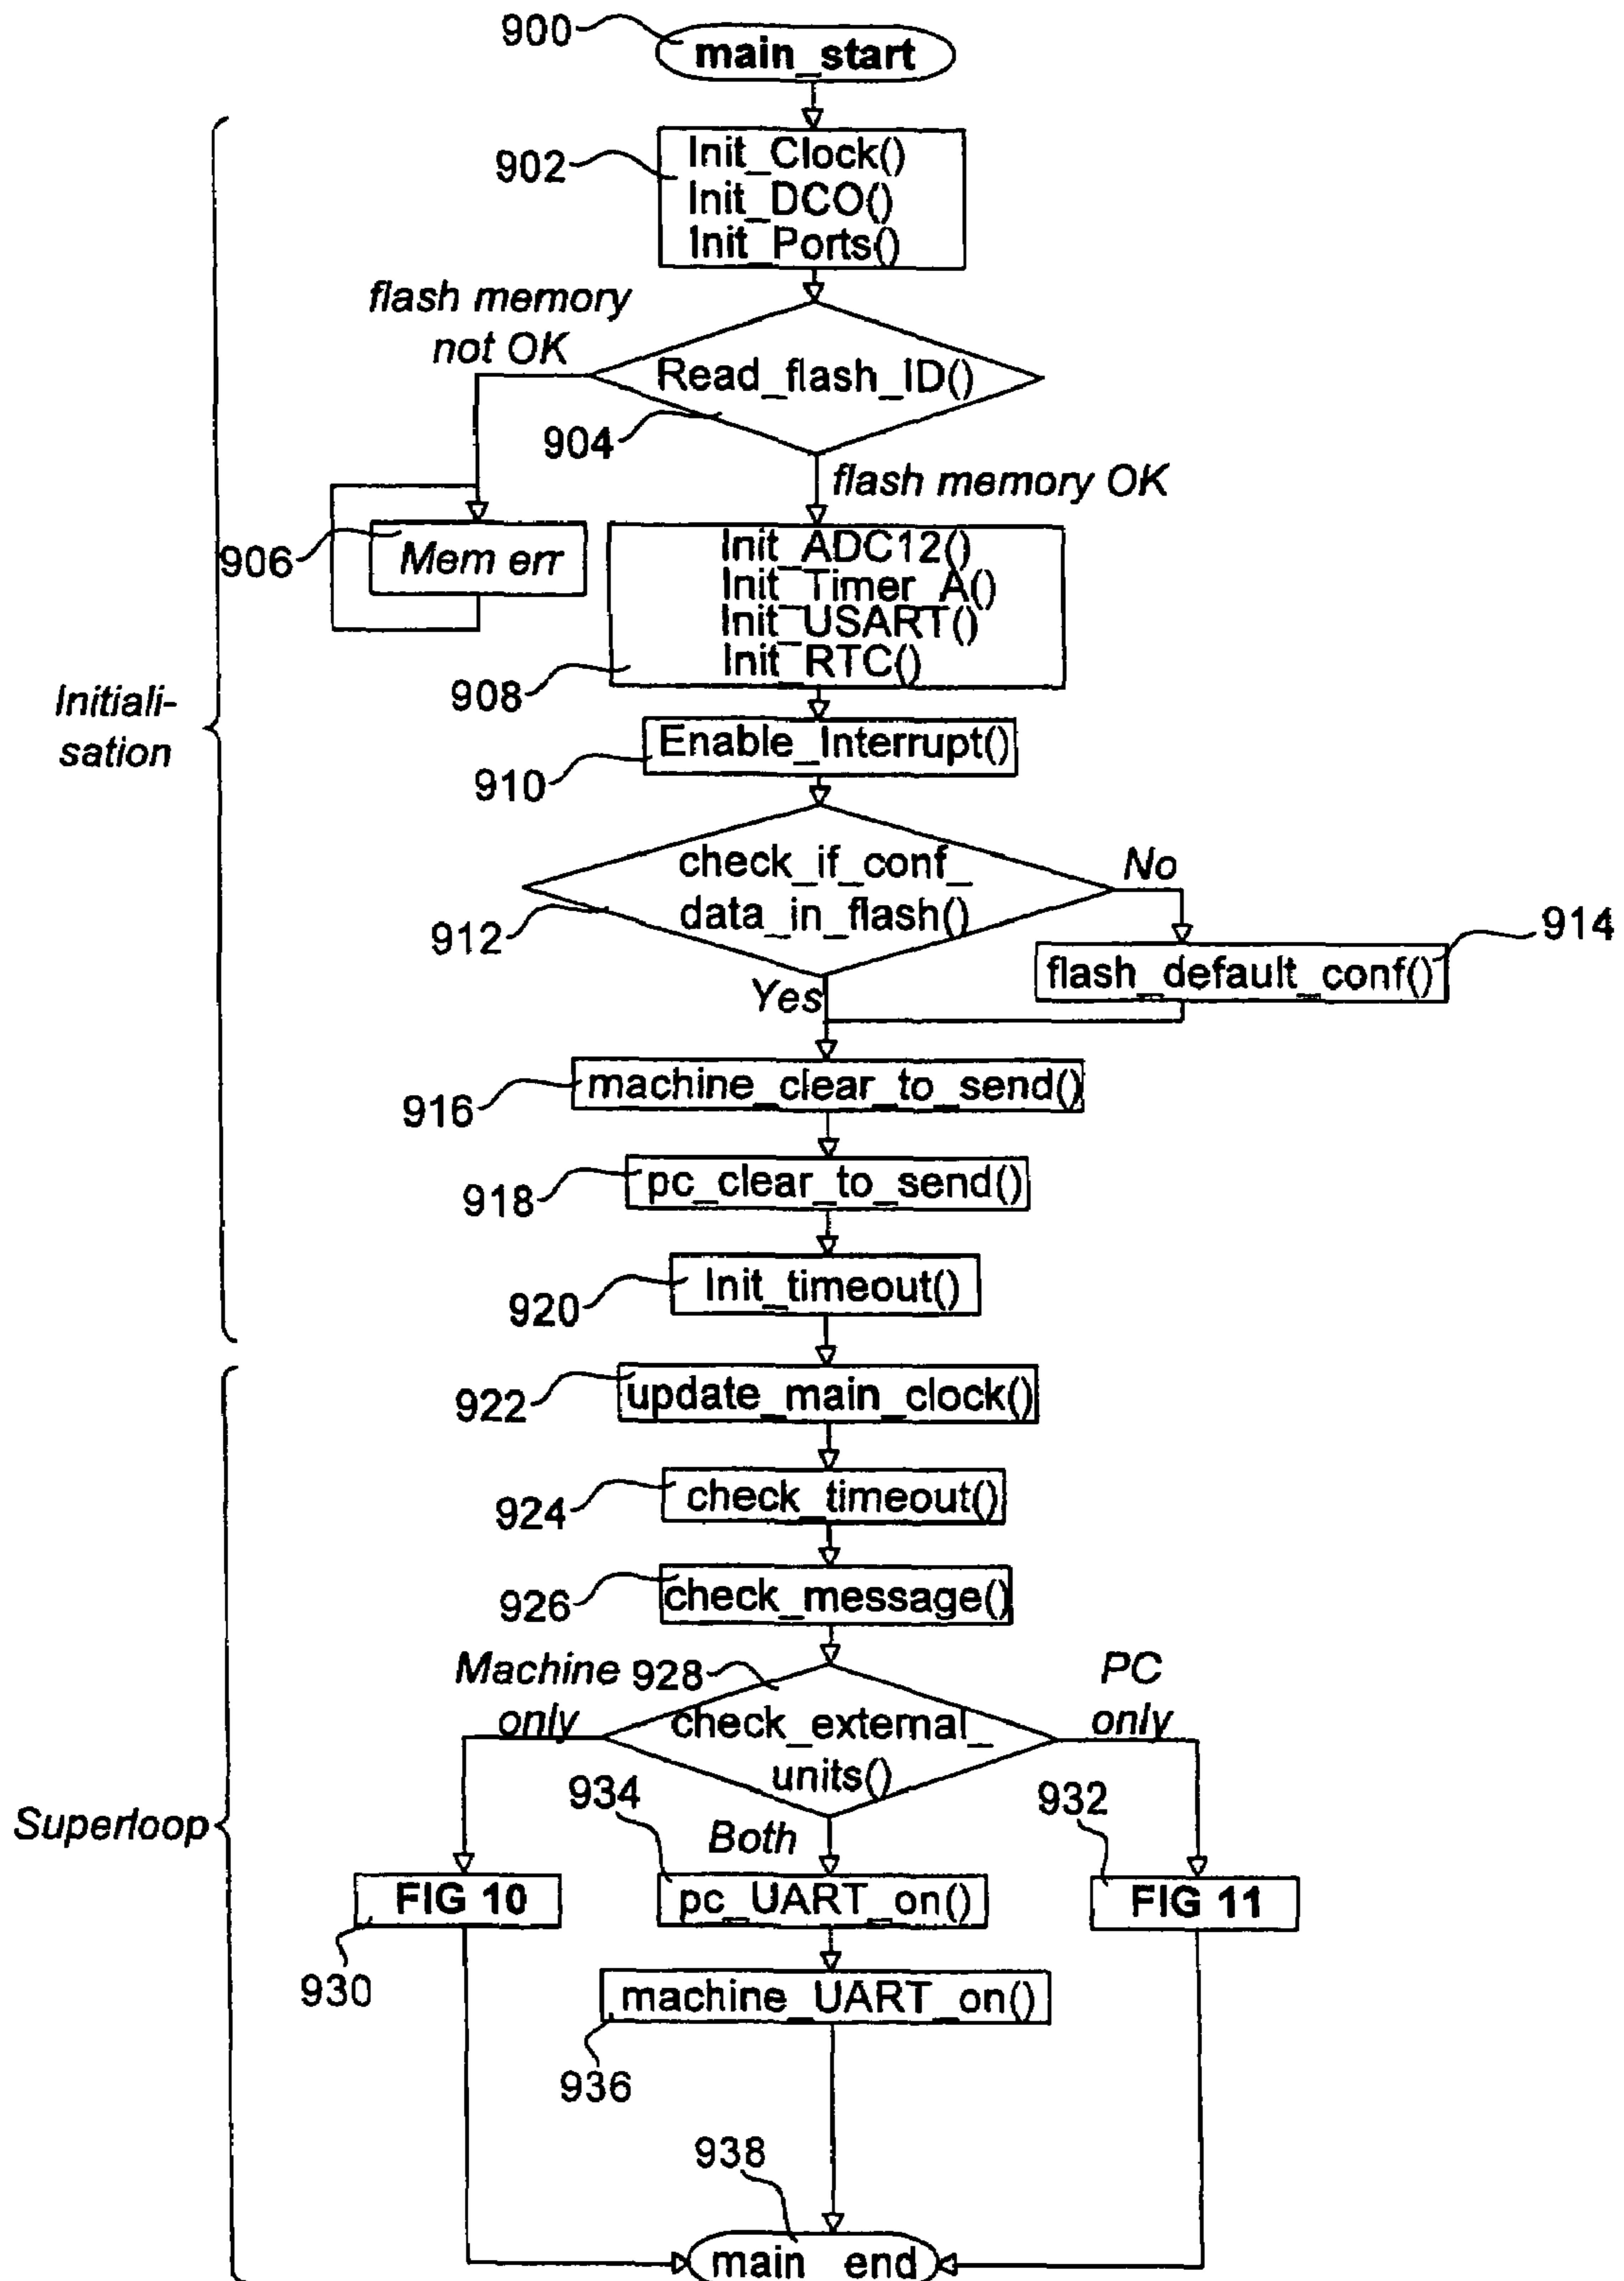 900
main_start
902
Init_Clock()
Init_DCO()
Init_Ports()
flash memory
not OK
Read_flash_ID()
904
flash memory OK
906
Mem err
Init_ADC12()
Init_Timer_A()
Init_USART()
Init_RTC()
908
Initiali-
sation
Enable_Interrupt()
910
check_if_conf_
data_in_flash()
No
912
914
flash_default_conf()
Yes
machine_clear_to_send()
916
pc_clear_to_send()
918
Init_timeout()
920
update_main_clock()
922
check_timeout()
924
check_message()
926
Machine
only
928
PC
only
check_external_
units()
934
932
Superloop
Both
FIG 10
pc_UART_on()
FIG 11
930
machine_UART_on()
936
938
main_end